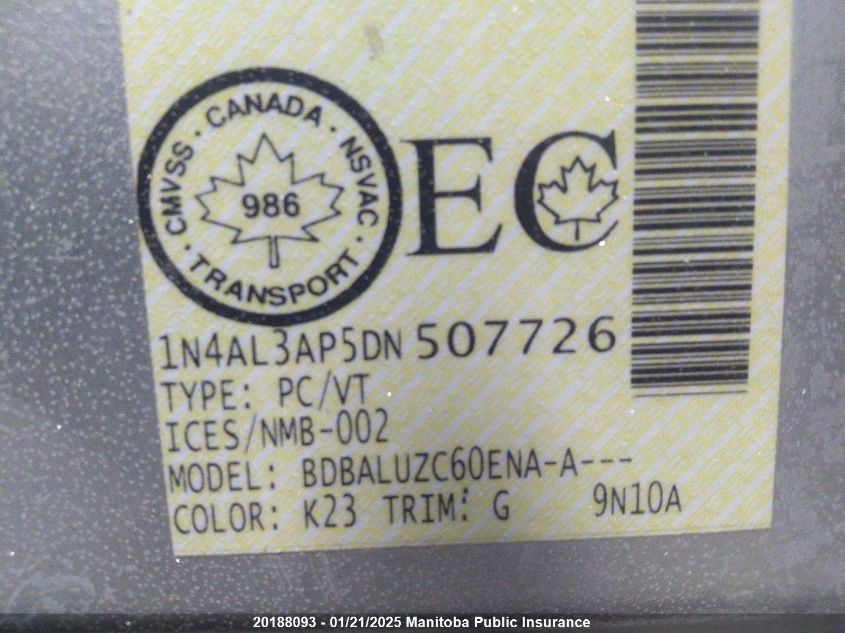 CMVSS · CANADA · NSVAC · TRANSPORT ·
986
EC
1N4AL3AP5DN 507726
TYPE: PC/VT
ICES/NMB-002
MODEL: BDBALUZC60ENA-A---
COLOR: K23 TRIM: G 9N10A
20188093 - 01/21/2025 Manitoba Public Insurance